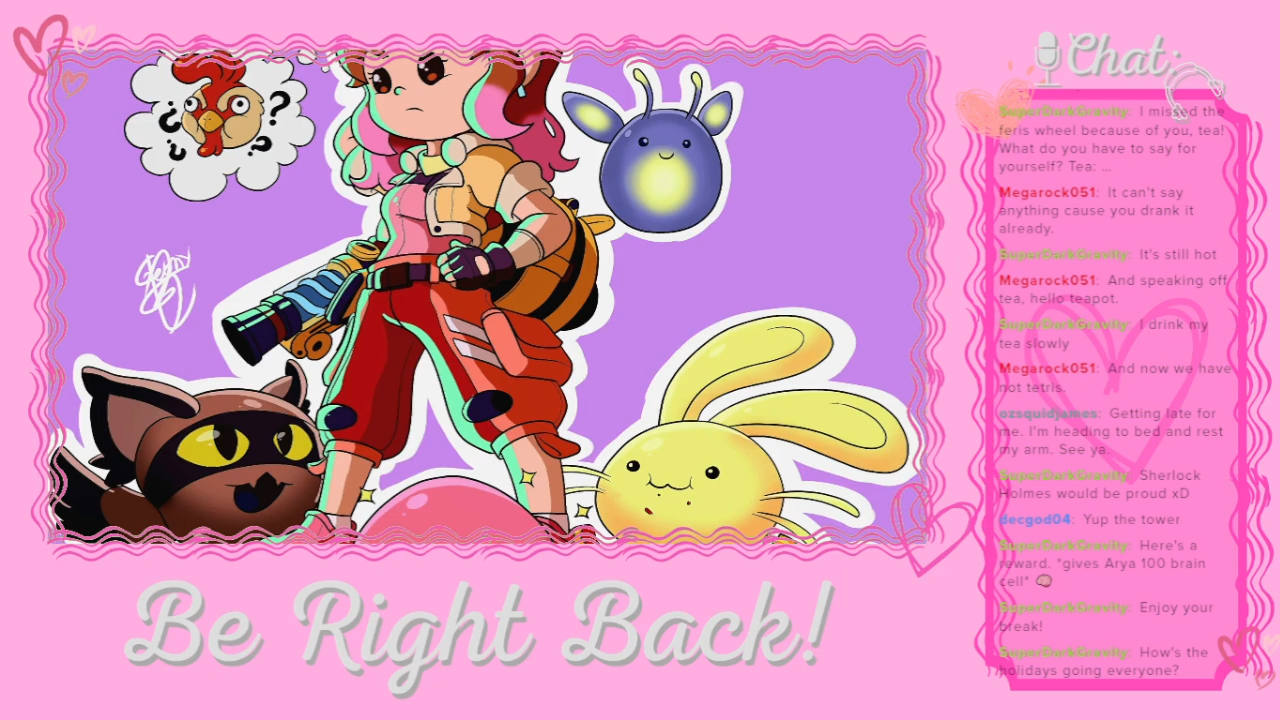 Chat
SuperDarkGravity: I missed the
feris wheel because of you, tea!
What do you have to say for
yourself? Tea: ...
Megarock051: It can't say
anything cause you drank it
already.
SuperDarkGravity: It's still hot
Megarock051: And speaking off
tea, hello teapot.
SuperDarkGravity: I drink my
tea slowly
Megarock051: And now we have
not tetris.
ozsquidjames: Getting late for
me. I'm heading to bed and rest
my arm. See ya.
SuperDarkGravity: Sherlock
Holmes would be proud xD
decgod04: Yup the tower
SuperDarkGravity: Here's a
reward. *gives Arya 100 brain
cell* 🧠
SuperDarkGravity: Enjoy your
break!
SuperDarkGravity: How's the
holidays going everyone?
? ?
? ?
Be Right Back!